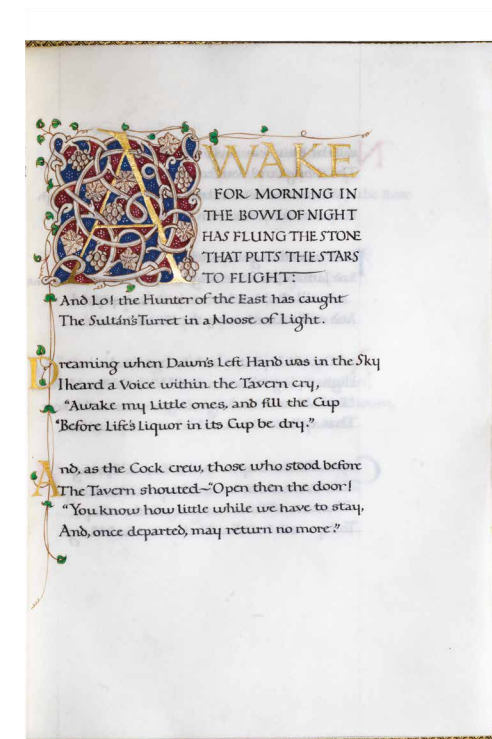 AWAKE
FOR MORNING IN
THE BOWL OF NIGHT
HAS FLUNG THE STONE
THAT PUTS THE STARS
TO FLIGHT:
And Lo! the Hunter of the East has caught
The Sultán's Turret in a Noose of Light.
Dreaming when Dawn's Left Hand was in the Sky
I heard a Voice within the Tavern cry,
"Awake my Little ones, and fill the Cup
"Before Life's Liquor in its Cup be dry."
And, as the Cock crew, those who stood before
The Tavern shouted~"Open then the door!
"You know how little while we have to stay,
And, once departed, may return no more."